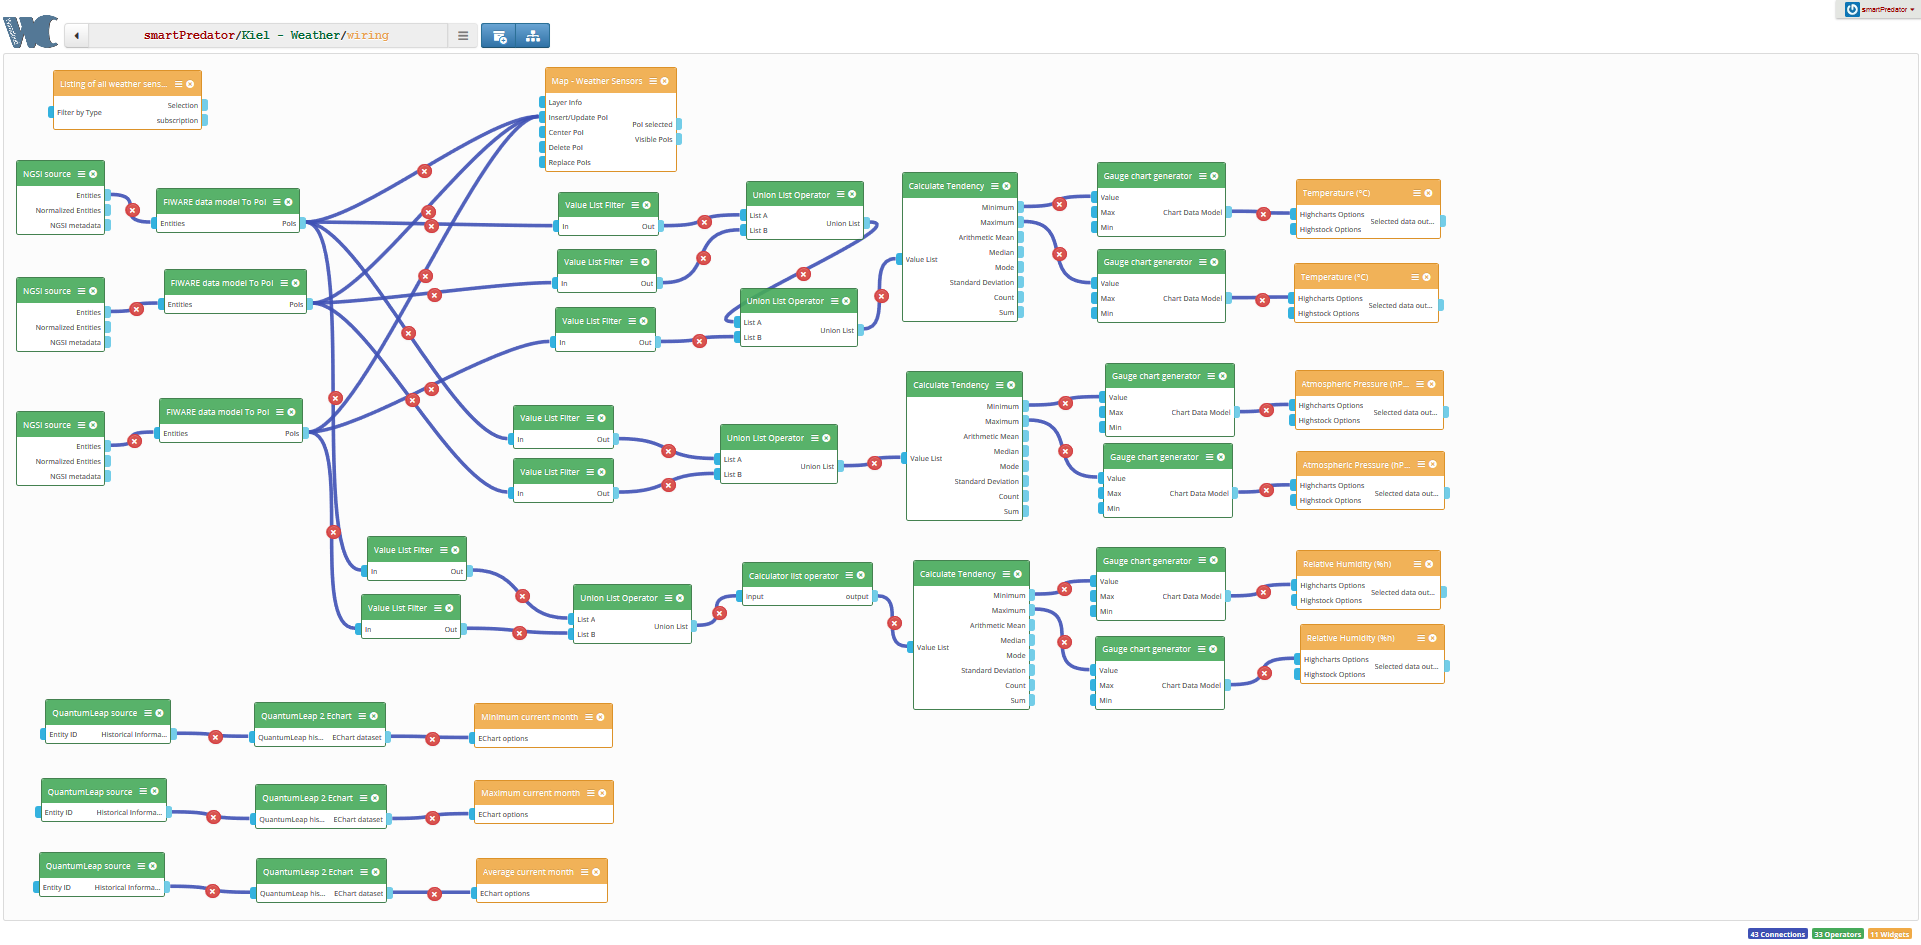 smartPredator
WC
smartPredator/Kiel - Weather/wiring
Listing of all weather sens...
Selection
Filter by Type
subscription
Map - Weather Sensors
Layer Info
Insert/Update PoI
PoI selected
Center PoI
Visible PoIs
Delete PoI
Replace PoIs
NGSI source
Entities
Normalized Entities
NGSI metadata
FIWARE data model To PoI
Entities
PoIs
NGSI source
Entities
Normalized Entities
NGSI metadata
FIWARE data model To PoI
Entities
PoIs
NGSI source
Entities
Normalized Entities
NGSI metadata
FIWARE data model To PoI
Entities
PoIs
Value List Filter
In
Out
Value List Filter
In
Out
Value List Filter
In
Out
Union List Operator
List A
List B
Union List
Union List Operator
List A
List B
Union List
Calculate Tendency
Minimum
Maximum
Arithmetic Mean
Median
Value List
Mode
Standard Deviation
Count
Sum
Gauge chart generator
Value
Max
Chart Data Model
Min
Gauge chart generator
Value
Max
Chart Data Model
Min
Temperature (ºC)
Highcharts Options
Selected data out...
Highstock Options
Temperature (ºC)
Highcharts Options
Selected data out...
Highstock Options
Value List Filter
In
Out
Value List Filter
In
Out
Union List Operator
List A
List B
Union List
Calculate Tendency
Minimum
Maximum
Arithmetic Mean
Median
Value List
Mode
Standard Deviation
Count
Sum
Gauge chart generator
Value
Max
Chart Data Model
Min
Gauge chart generator
Value
Max
Chart Data Model
Min
Atmospheric Pressure (hP...
Highcharts Options
Selected data out...
Highstock Options
Atmospheric Pressure (hP...
Highcharts Options
Selected data out...
Highstock Options
Value List Filter
In
Out
Value List Filter
In
Out
Union List Operator
List A
List B
Union List
Calculator list operator
input
output
Calculate Tendency
Minimum
Maximum
Arithmetic Mean
Median
Value List
Mode
Standard Deviation
Count
Sum
Gauge chart generator
Value
Max
Chart Data Model
Min
Gauge chart generator
Value
Max
Chart Data Model
Min
Relative Humidity (%h)
Highcharts Options
Selected data out...
Highstock Options
Relative Humidity (%h)
Highcharts Options
Selected data out...
Highstock Options
QuantumLeap source
Entity ID
Historical Informa...
QuantumLeap 2 Echart
QuantumLeap his...
EChart dataset
Minimum current month
EChart options
QuantumLeap source
Entity ID
Historical Informa...
QuantumLeap 2 Echart
QuantumLeap his...
EChart dataset
Maximum current month
EChart options
QuantumLeap source
Entity ID
Historical Informa...
QuantumLeap 2 Echart
QuantumLeap his...
EChart dataset
Average current month
EChart options
43 Connections
33 Operators
11 Widgets